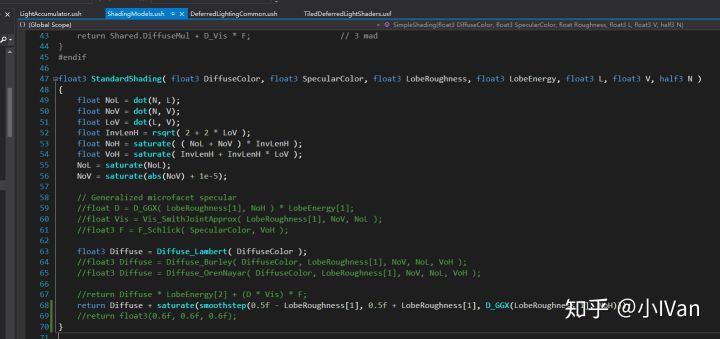 LightAccumulator.ush ShadingModels.ush DeferredLightingCommon.ush TiledDeferredLightShaders.usf
(Global Scope) SimpleShading(float3 DiffuseColor, float3 SpecularColor, float Roughness, float3 L, float3 V, half3 N)
43 return Shared.DiffuseMul + D_Vis * F; // 3 mad
44 }
45 #endif
46
47 float3 StandardShading( float3 DiffuseColor, float3 SpecularColor, float3 LobeRoughness, float3 LobeEnergy, float3 L, float3 V, half3 N )
48 {
49 float NoL = dot(N, L);
50 float NoV = dot(N, V);
51 float LoV = dot(L, V);
52 float InvLenH = rsqrt( 2 + 2 * LoV );
53 float NoH = saturate( ( NoL + NoV ) * InvLenH );
54 float VoH = saturate( InvLenH + InvLenH * LoV );
55 NoL = saturate(NoL);
56 NoV = saturate(abs(NoV) + 1e-5);
57
58 // Generalized microfacet specular
59 //float D = D_GGX( LobeRoughness[1], NoH ) * LobeEnergy[1];
60 //float Vis = Vis_SmithJointApprox( LobeRoughness[1], NoV, NoL );
61 //float3 F = F_Schlick( SpecularColor, VoH );
62
63 float3 Diffuse = Diffuse_Lambert( DiffuseColor );
64 //float3 Diffuse = Diffuse_Burley( DiffuseColor, LobeRoughness[1], NoV, NoL, VoH );
65 //float3 Diffuse = Diffuse_OrenNayar( DiffuseColor, LobeRoughness[1], NoV, NoL, VoH );
66
67 //return Diffuse * LobeEnergy[2] + (D * Vis) * F;
68 return Diffuse + saturate(smoothstep(0.5f - LobeRoughness[1], 0.5f + LobeRoughness[1], D_GGX(LobeRoughness
69 //return float3(0.6f, 0.6f, 0.6f);
70 }
71
知乎 @小IVan